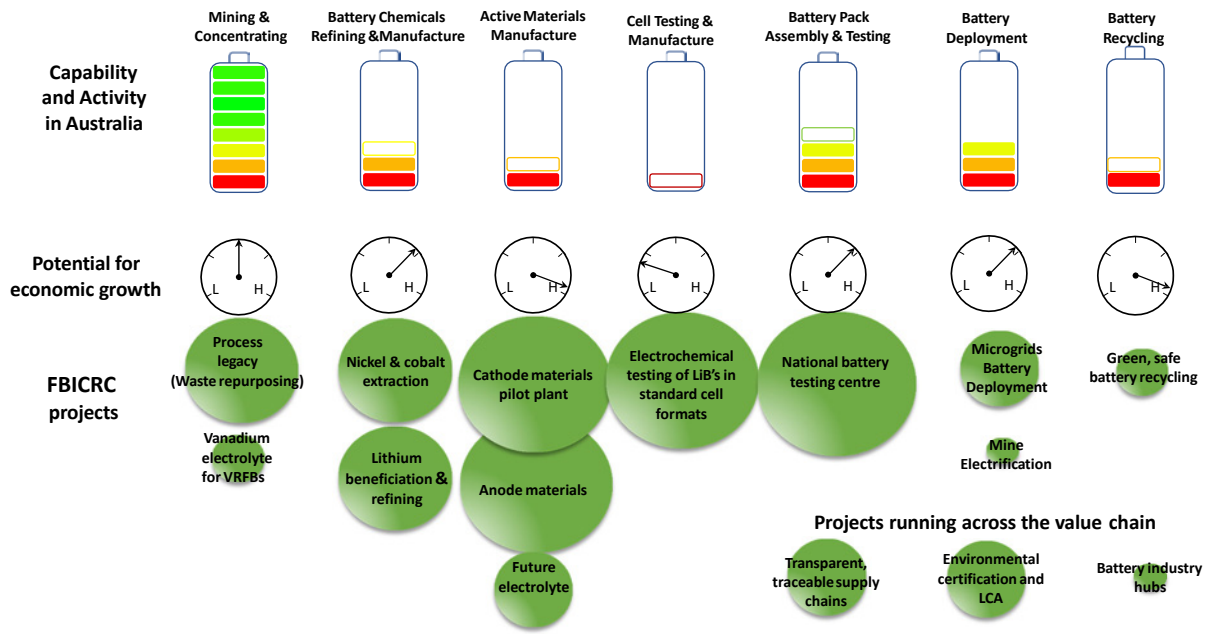 Mining &
Concentrating
Battery Chemicals
Refining &Manufacture
Active Materials
Manufacture
Cell Testing &
Manufacture
Battery Pack
Assembly & Testing
Battery
Deployment
Battery
Recycling
Capability
and Activity
in Australia
Potential for
economic growth
L H
L H
L H
L H
L H
L H
L H
FBICRC
projects
Process
legacy
(Waste repurposing)
Nickel & cobalt
extraction
Cathode materials
pilot plant
Electrochemical
testing of LiB's in
standard cell
formats
National battery
testing centre
Microgrids
Battery
Deployment
Green, safe
battery recycling
Vanadium
electrolyte
for VRFBs
Lithium
beneficiation &
refining
Anode materials
Mine
Electrification
Future
electrolyte
Projects running across the value chain
Transparent,
traceable supply
chains
Environmental
certification and
LCA
Battery industry
hubs